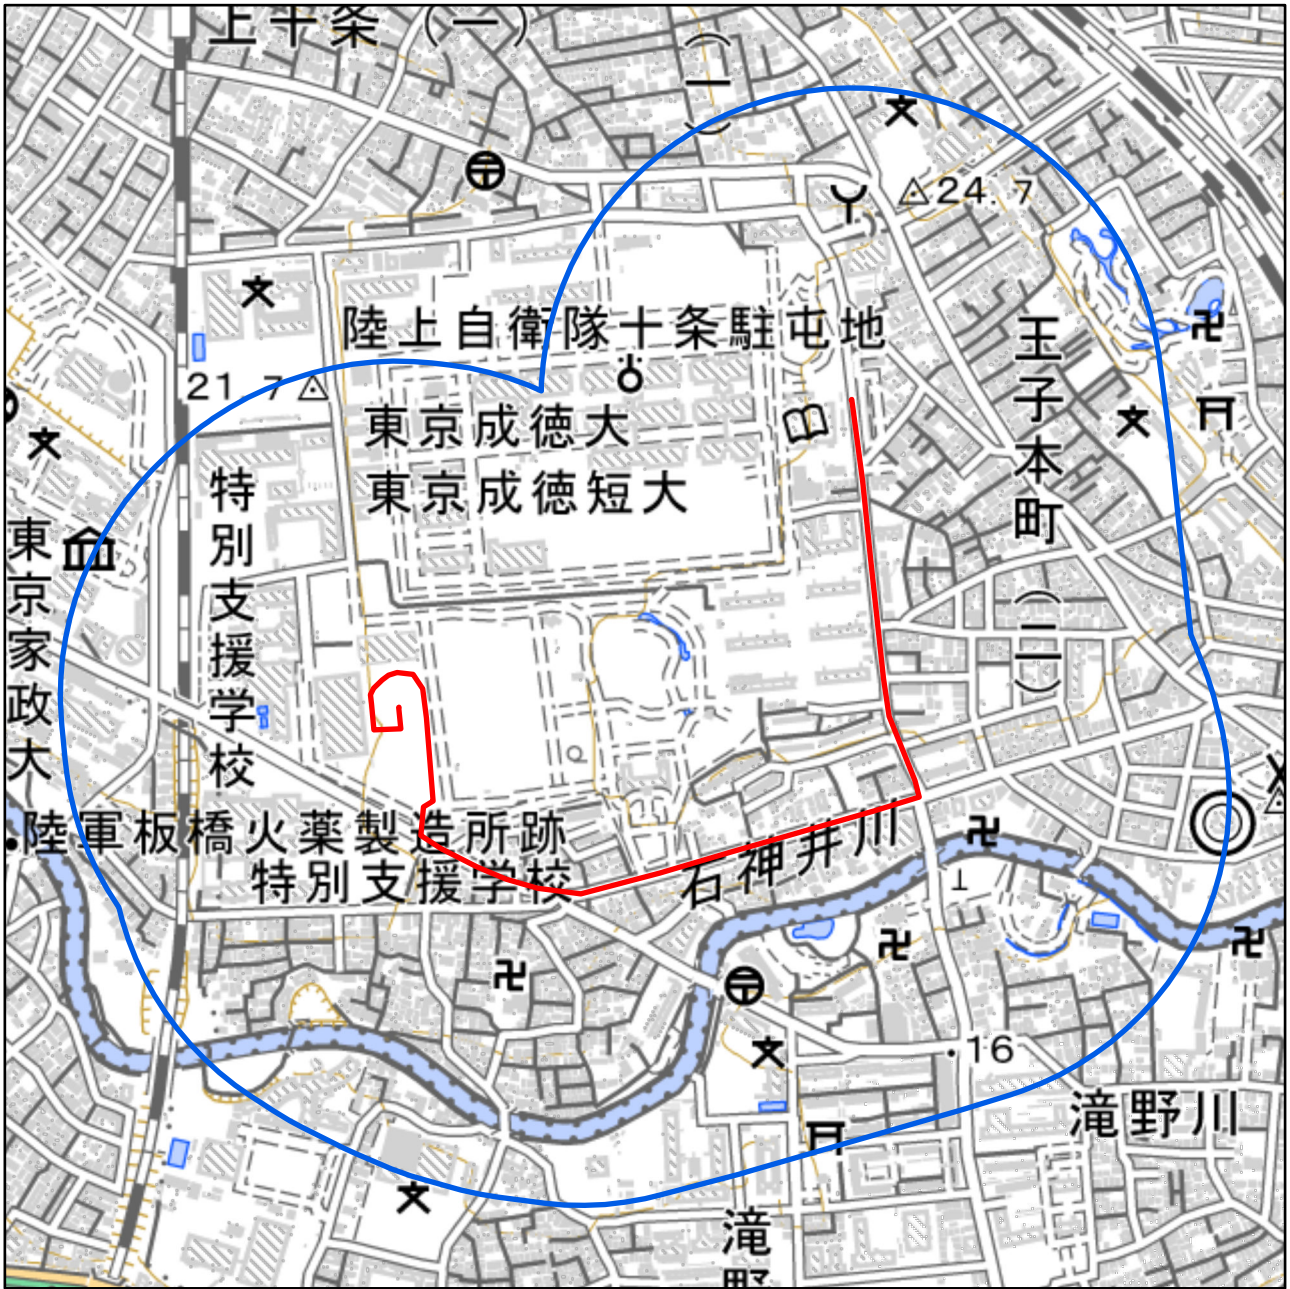 上十条（一）
（一）
24.7
陸上自衛隊十条駐屯地
王子本町（二）
21.7
東京成徳大
東京成徳短大
特別支援学校
東京家政大
陸軍板橋火薬製造所跡
特別支援学校
石神井川
16
滝野川
滝野